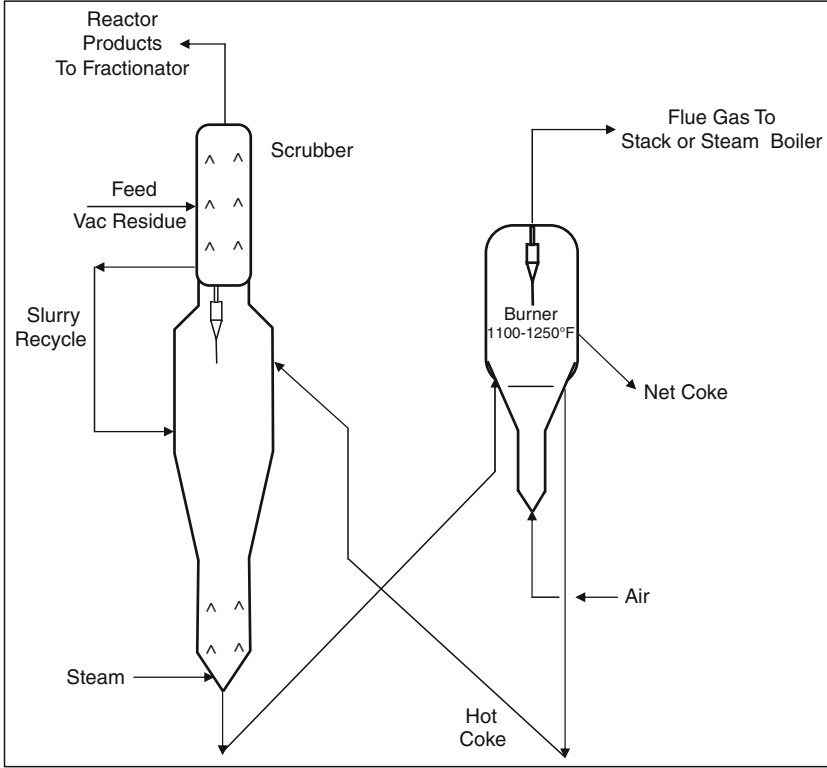 Reactor
Products
To Fractionator
Scrubber
Flue Gas To
Stack or Steam Boiler
Feed
Vac Residue
Slurry
Recycle
Burner
1100-1250°F
Net Coke
Air
Steam
Hot
Coke